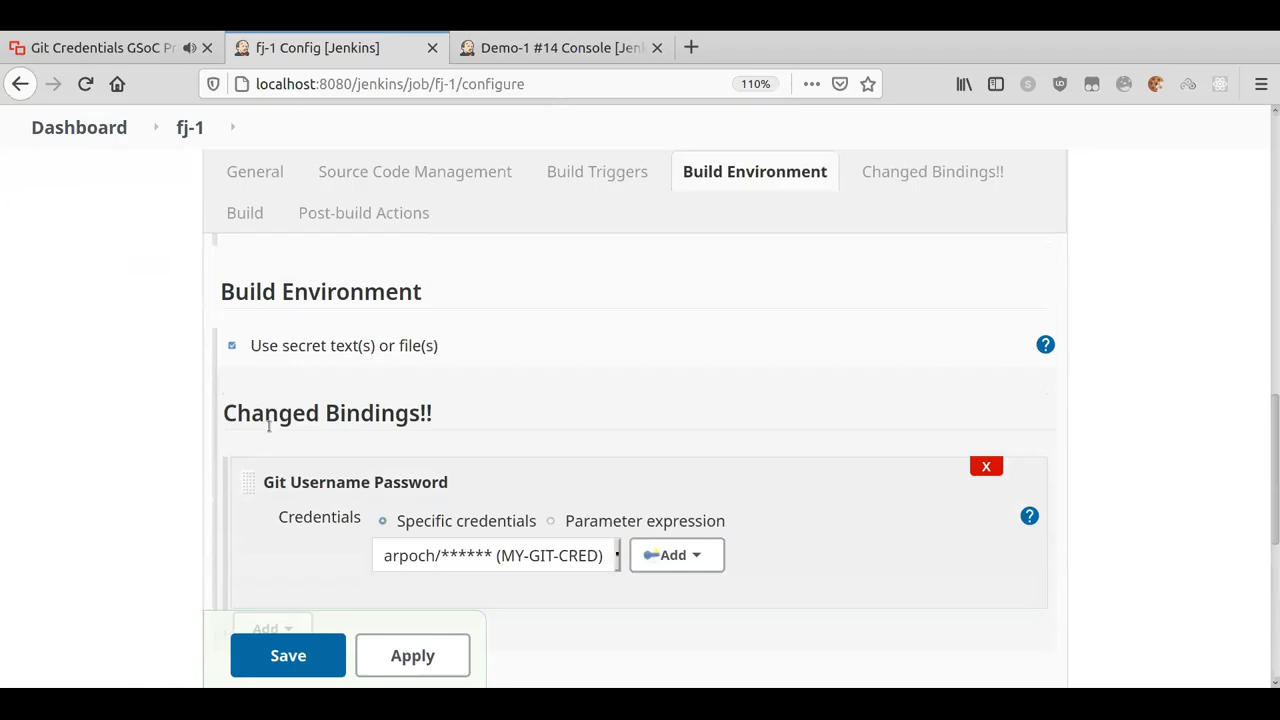 Git Credentials GSoC Pr
fj-1 Config [Jenkins]
Demo-1 #14 Console [Jen
localhost:8080/jenkins/job/fj-1/configure
110%
Dashboard
fj-1
General
Source Code Management
Build Triggers
Build Environment
Changed Bindings!!
Build
Post-build Actions
Build Environment
Use secret text(s) or file(s)
?
Changed Bindings!!
X
Git Username Password
Credentials
Specific credentials
Parameter expression
?
arpoch/****** (MY-GIT-CRED)
Add
Add
Save
Apply